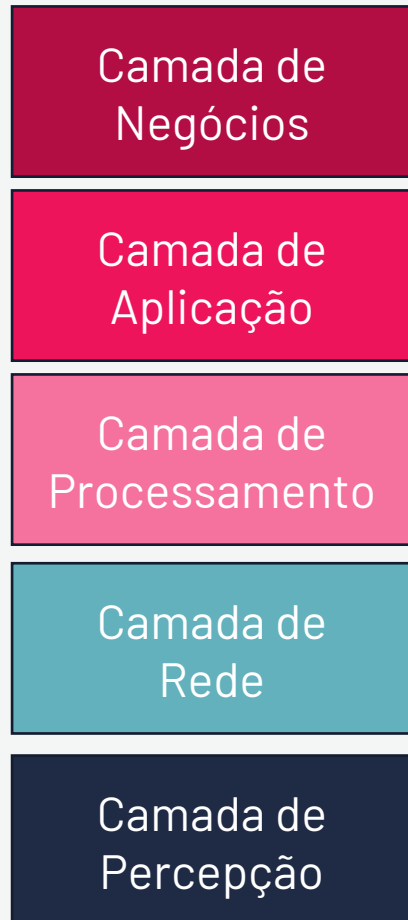 Camada de
Negócios
Camada de
Aplicação
Camada de
Processamento
Camada de
Rede
Camada de
Percepção